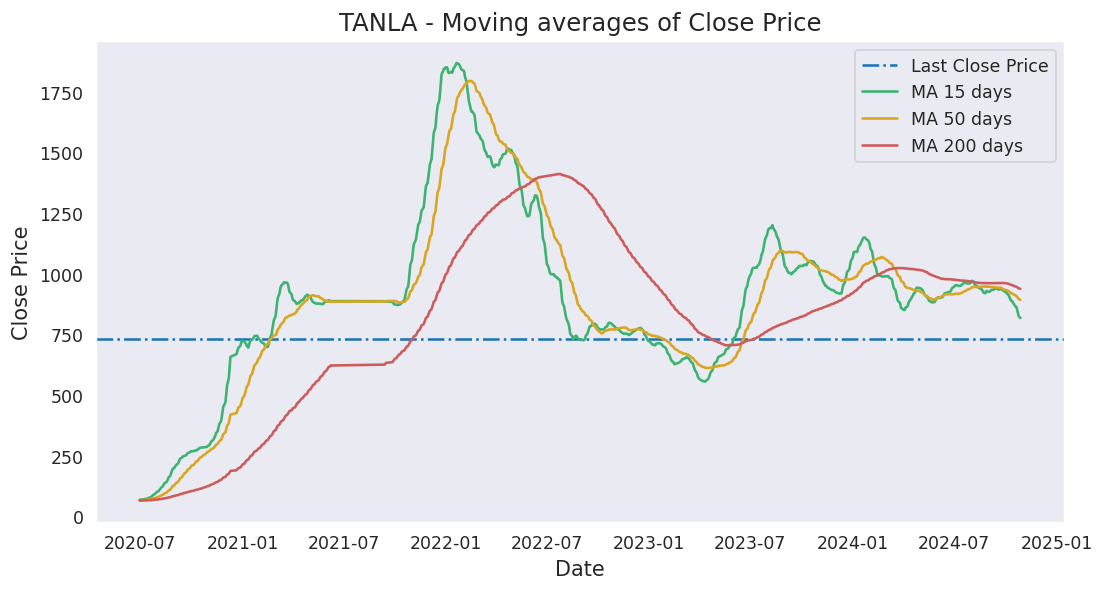 TANLA - Moving averages of Close Price
Last Close Price
MA 15 days
MA 50 days
MA 200 days
Close Price
1750
1500
1250
1000
750
500
250
0
2020-07 2021-01 2021-07 2022-01 2022-07 2023-01 2023-07 2024-01 2024-07 2025-01
Date